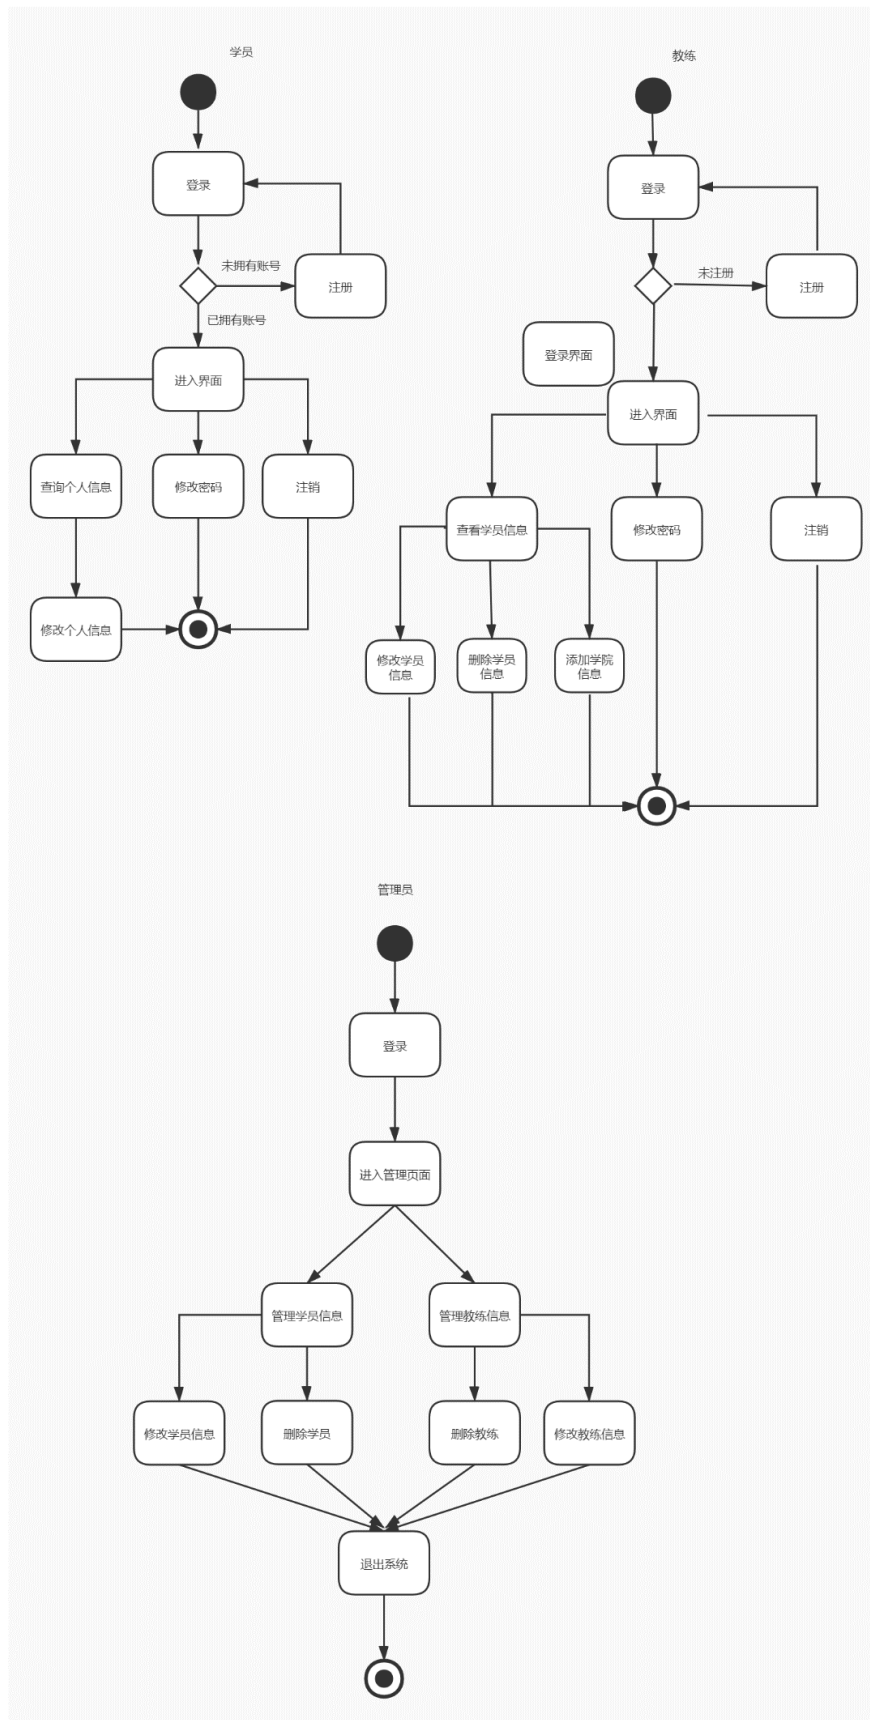 学员
登录
未拥有账号
注册
已拥有账号
进入界面
查询个人信息
修改密码
注销
修改个人信息
教练
登录
未注册
注册
登录界面
进入界面
查看学员信息
修改密码
注销
修改学员
信息
删除学员
信息
添加学院
信息
管理员
登录
进入管理页面
管理学员信息
管理教练信息
修改学员信息
删除学员
删除教练
修改教练信息
退出系统